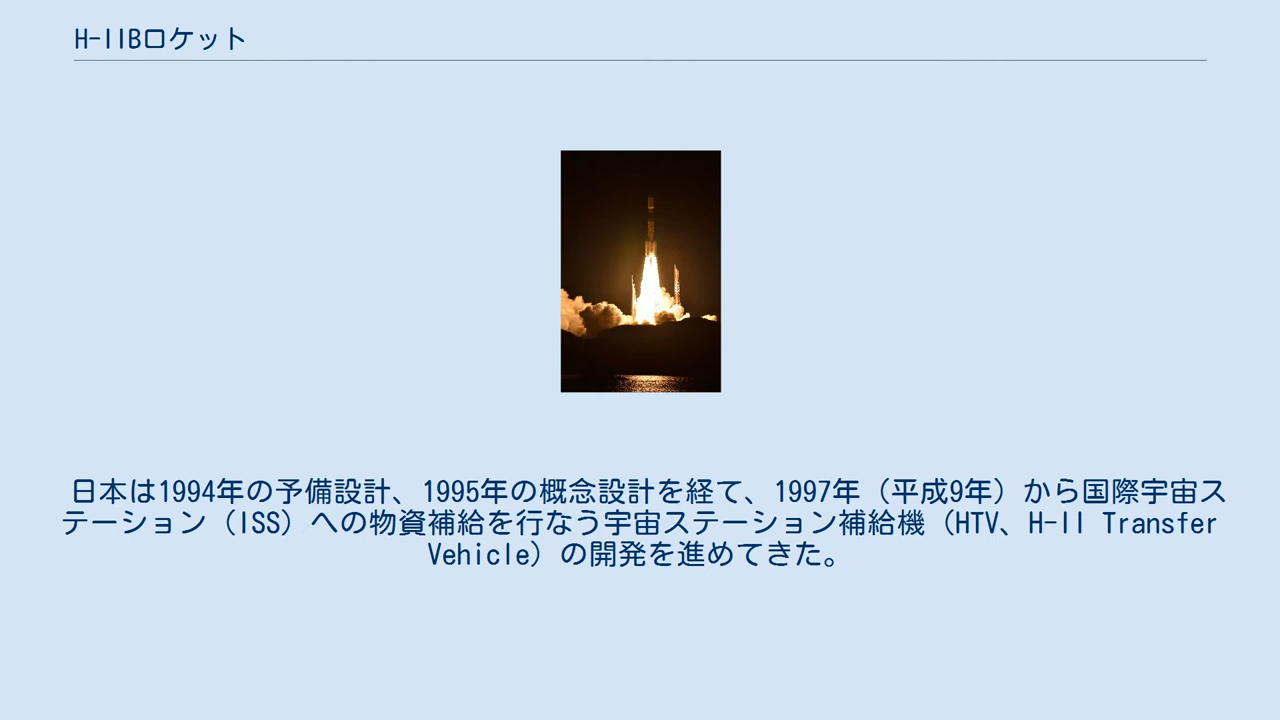 H-IIBロケット
日本は1994年の予備設計、1995年の概念設計を経て、1997年（平成9年）から国際宇宙ス
テーション（ISS）への物資補給を行なう宇宙ステーション補給機（HTV、H-II Transfer
Vehicle）の開発を進めてきた。